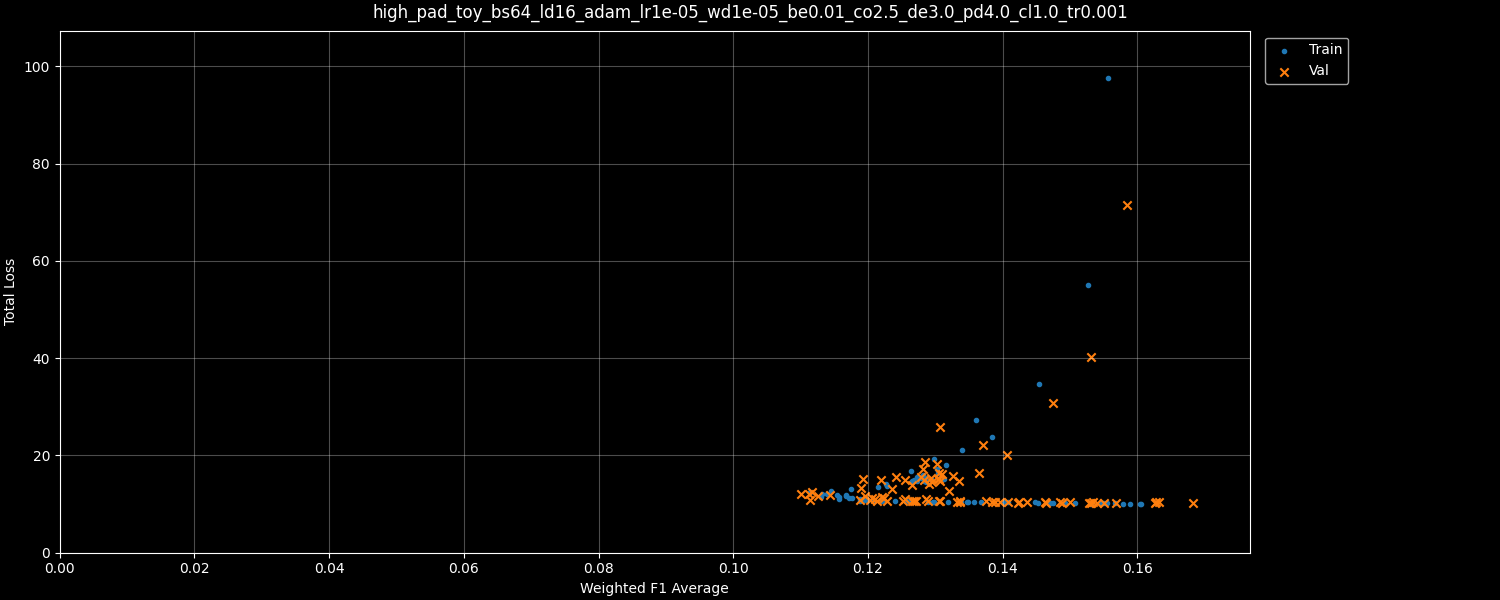 high_pad_toy_bs64_ld16_adam_lr1e-05_wd1e-05_be0.01_co2.5_de3.0_pd4.0_cl1.0_tr0.001
Train
Val
100
80
60
40
20
0
Total Loss
0.00 0.02 0.04 0.06 0.08 0.10 0.12 0.14 0.16
Weighted F1 Average